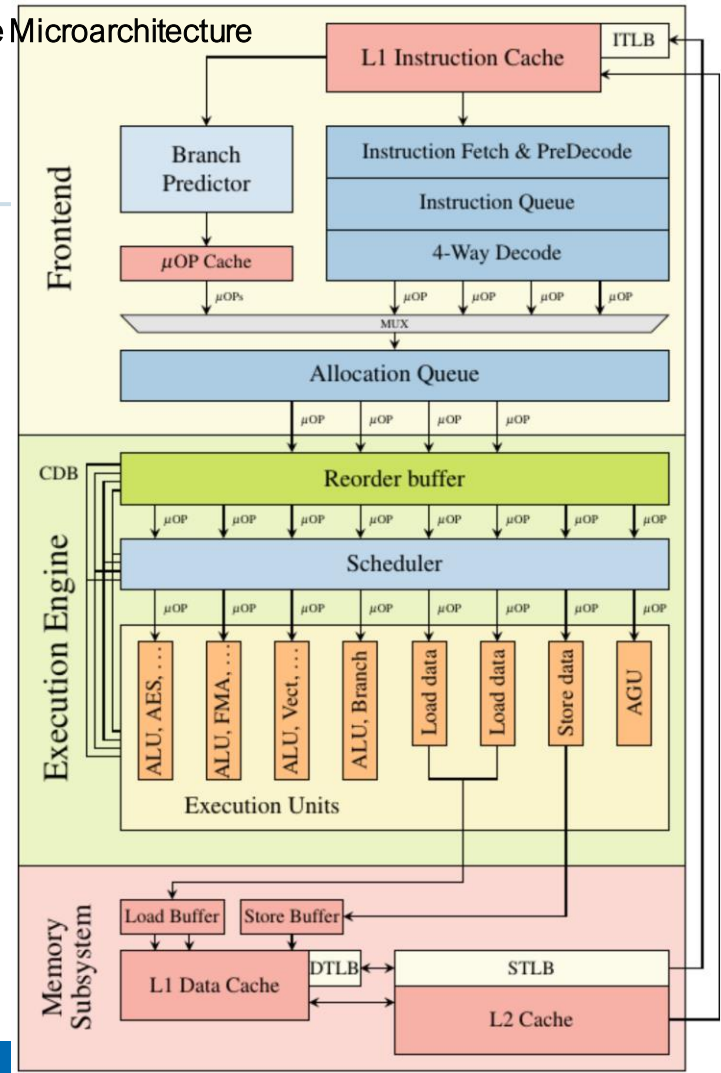 e Microarchitecture
L1 Instruction Cache
ITLB
Frontend
Branch
Predictor
Instruction Fetch & PreDecode
Instruction Queue
4-Way Decode
μOP Cache
μOPs
μOP
μOP
μOP
μOP
MUX
Allocation Queue
μOP
μOP
μOP
μOP
Execution Engine
CDB
Reorder buffer
μOP
μOP
μOP
μOP
μOP
μOP
μOP
μOP
Scheduler
μOP
μOP
μOP
μOP
μOP
μOP
μOP
μOP
ALU, AES, ...
ALU, FMA, ...
ALU, Vect, ...
ALU, Branch
Load data
Load data
Store data
AGU
Execution Units
Memory
Subsystem
Load Buffer
Store Buffer
L1 Data Cache
DTLB
STLB
L2 Cache